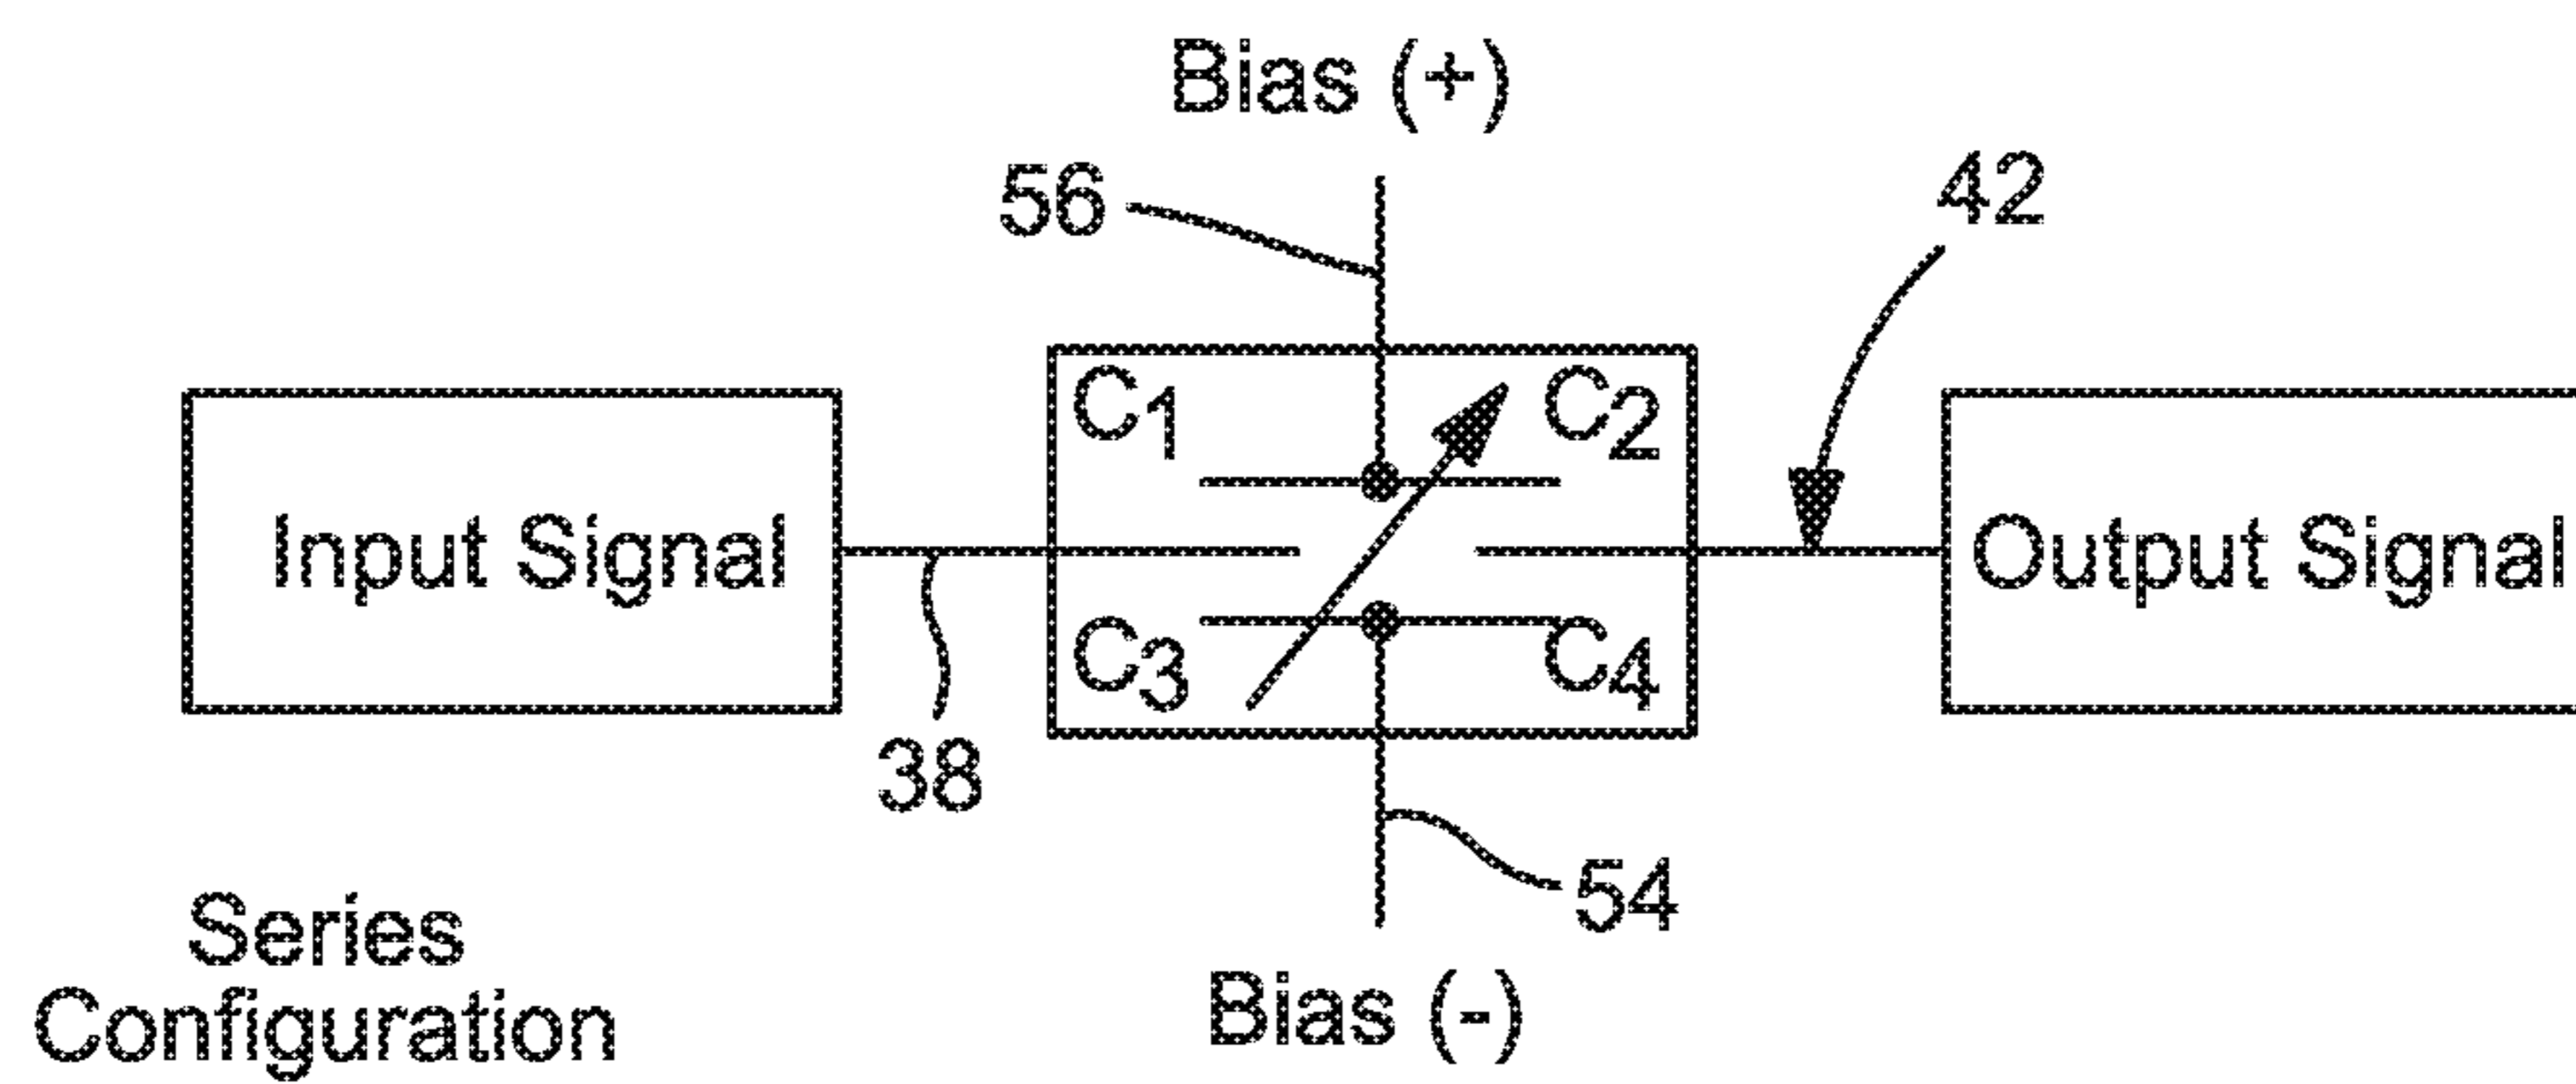 Bias (+)
56
42
C1
C2
Input Signal
Output Signal
C3
C4
38
54
Series
Configuration
Bias (-)